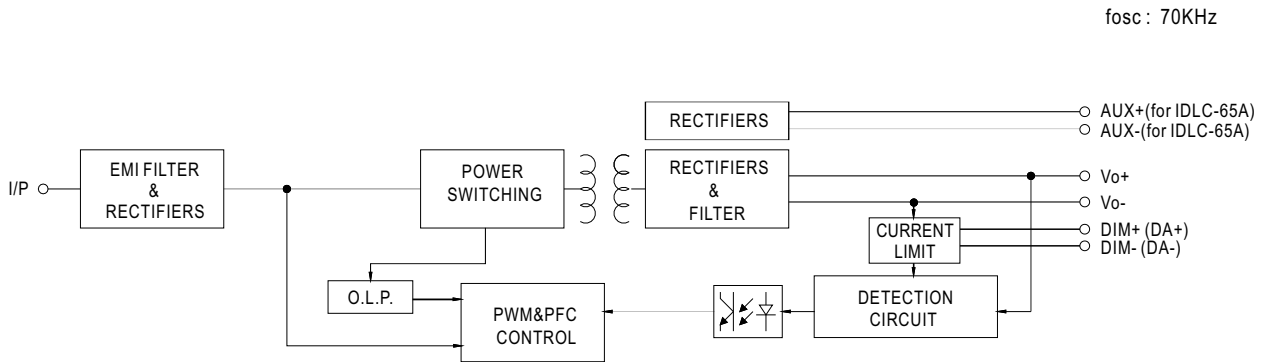 fosc : 70KHz
RECTIFIERS
AUX+(for IDLC-65A)
AUX-(for IDLC-65A)
I/P
EMI FILTER
&
RECTIFIERS
POWER
SWITCHING
RECTIFIERS
&
FILTER
Vo+
Vo-
CURRENT
LIMIT
DIM+ (DA+)
DIM- (DA-)
O.L.P.
PWM&PFC
CONTROL
DETECTION
CIRCUIT